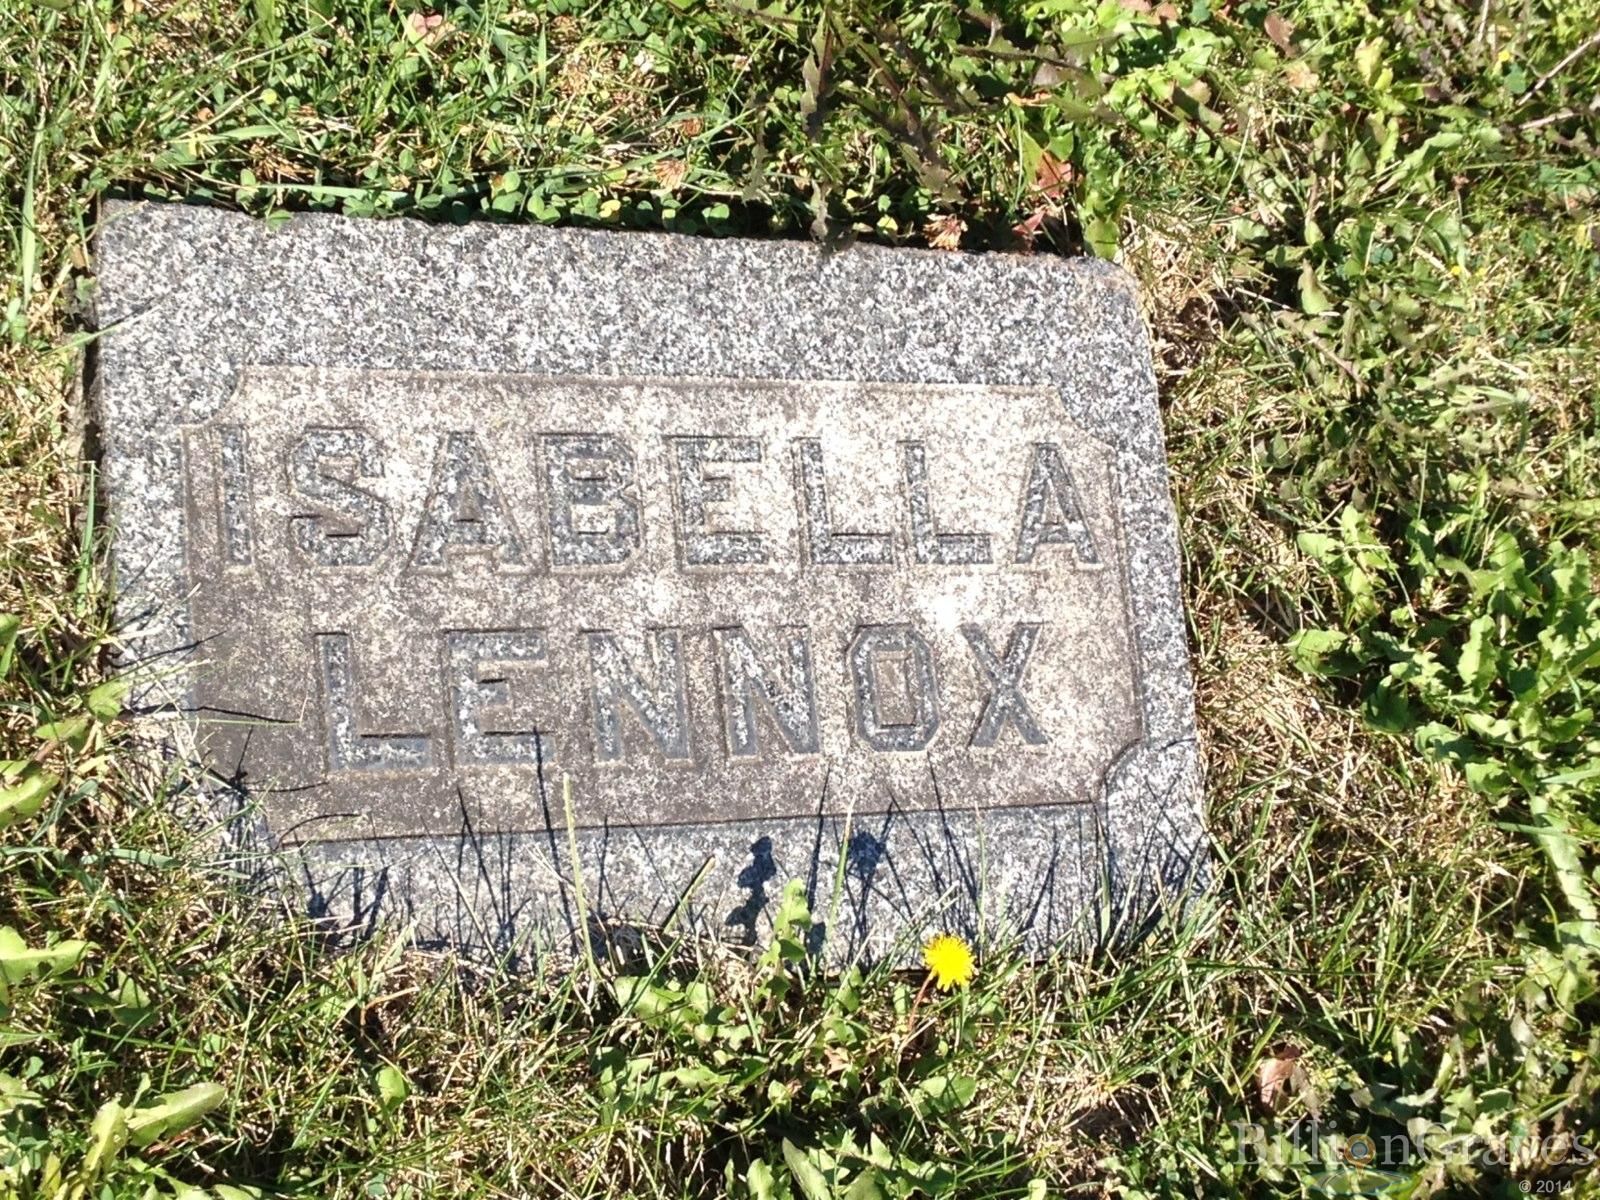 ISABELLA
LENNOX
BillionGraves
© 2014